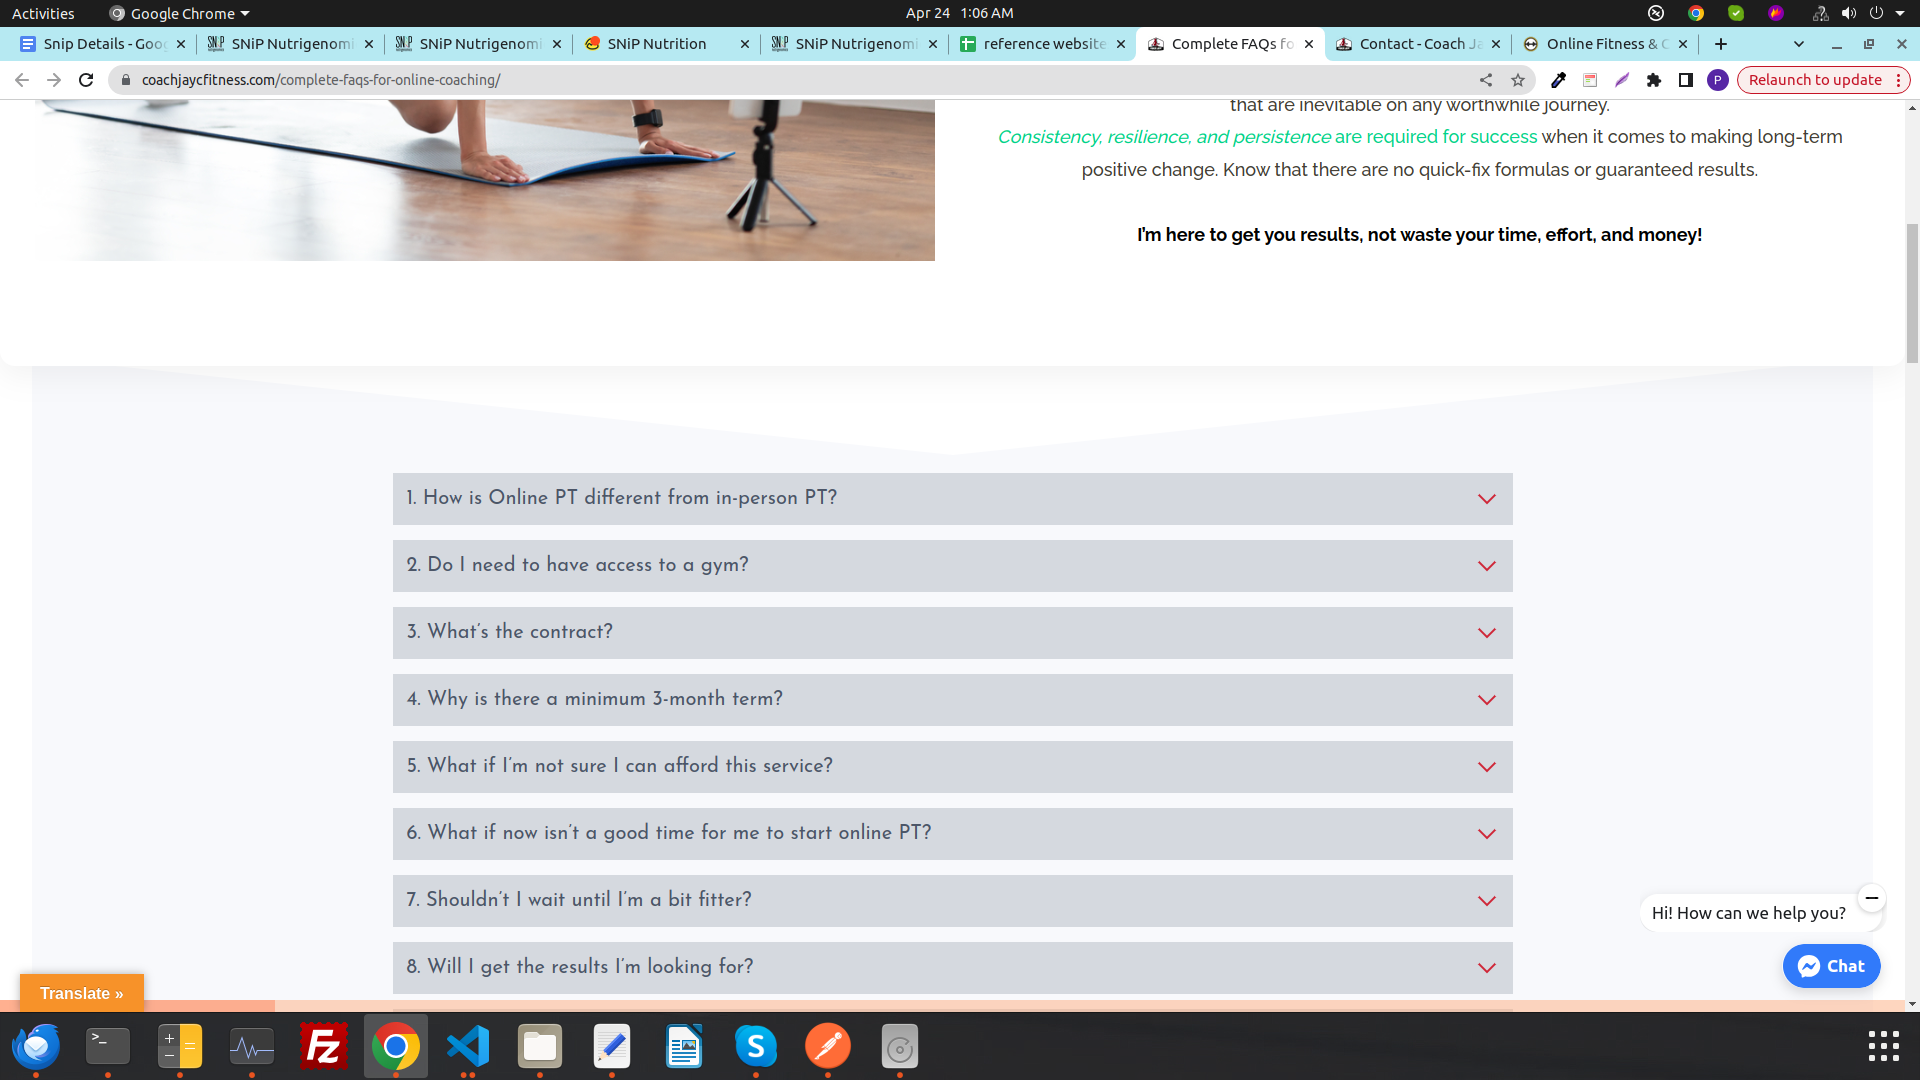 Activities
Google Chrome
Apr 24 1:06 AM
Snip Details - Goo
SNiP Nutrigenomi
SNiP Nutrigenomi
SNiP Nutrition
SNiP Nutrigenomi
reference website
Complete FAQs fo
Contact - Coach Ja
Online Fitness & C
coachjaycfitness.com/complete-faqs-for-online-coaching/
P
Relaunch to update
that are inevitable on any worthwhile journey.
Consistency, resilience, and persistence are required for success when it comes to making long-term
positive change. Know that there are no quick-fix formulas or guaranteed results.
I'm here to get you results, not waste your time, effort, and money!
1. How is Online PT different from in-person PT?
2. Do I need to have access to a gym?
3. What's the contract?
4. Why is there a minimum 3-month term?
5. What if I'm not sure I can afford this service?
6. What if now isn't a good time for me to start online PT?
7. Shouldn't I wait until I'm a bit fitter?
8. Will I get the results I'm looking for?
Hi! How can we help you?
Chat
Translate »